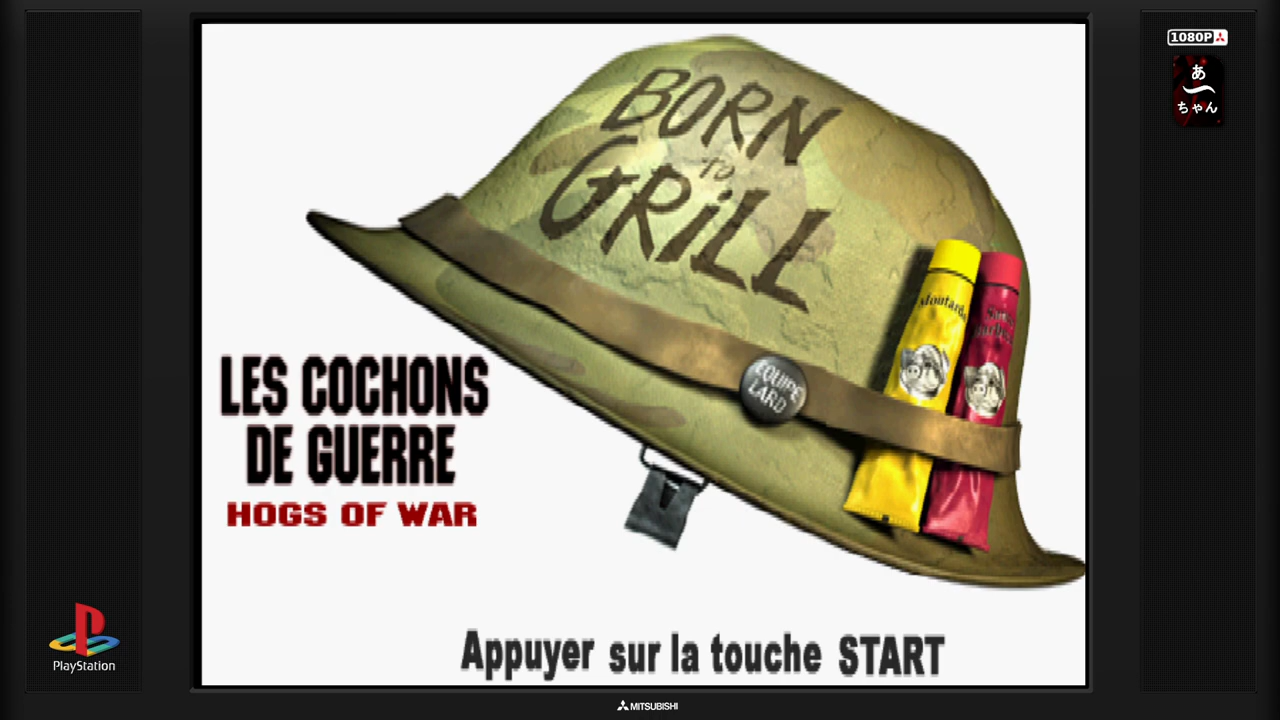 1080P
あ
ー
ちゃん
BORN
TO
GRiLL
Moutarde
EQUIPE
LARD
LES COCHONS
DE GUERRE
HOGS OF WAR
PlayStation
Appuyer sur la touche START
MITSUBISHI